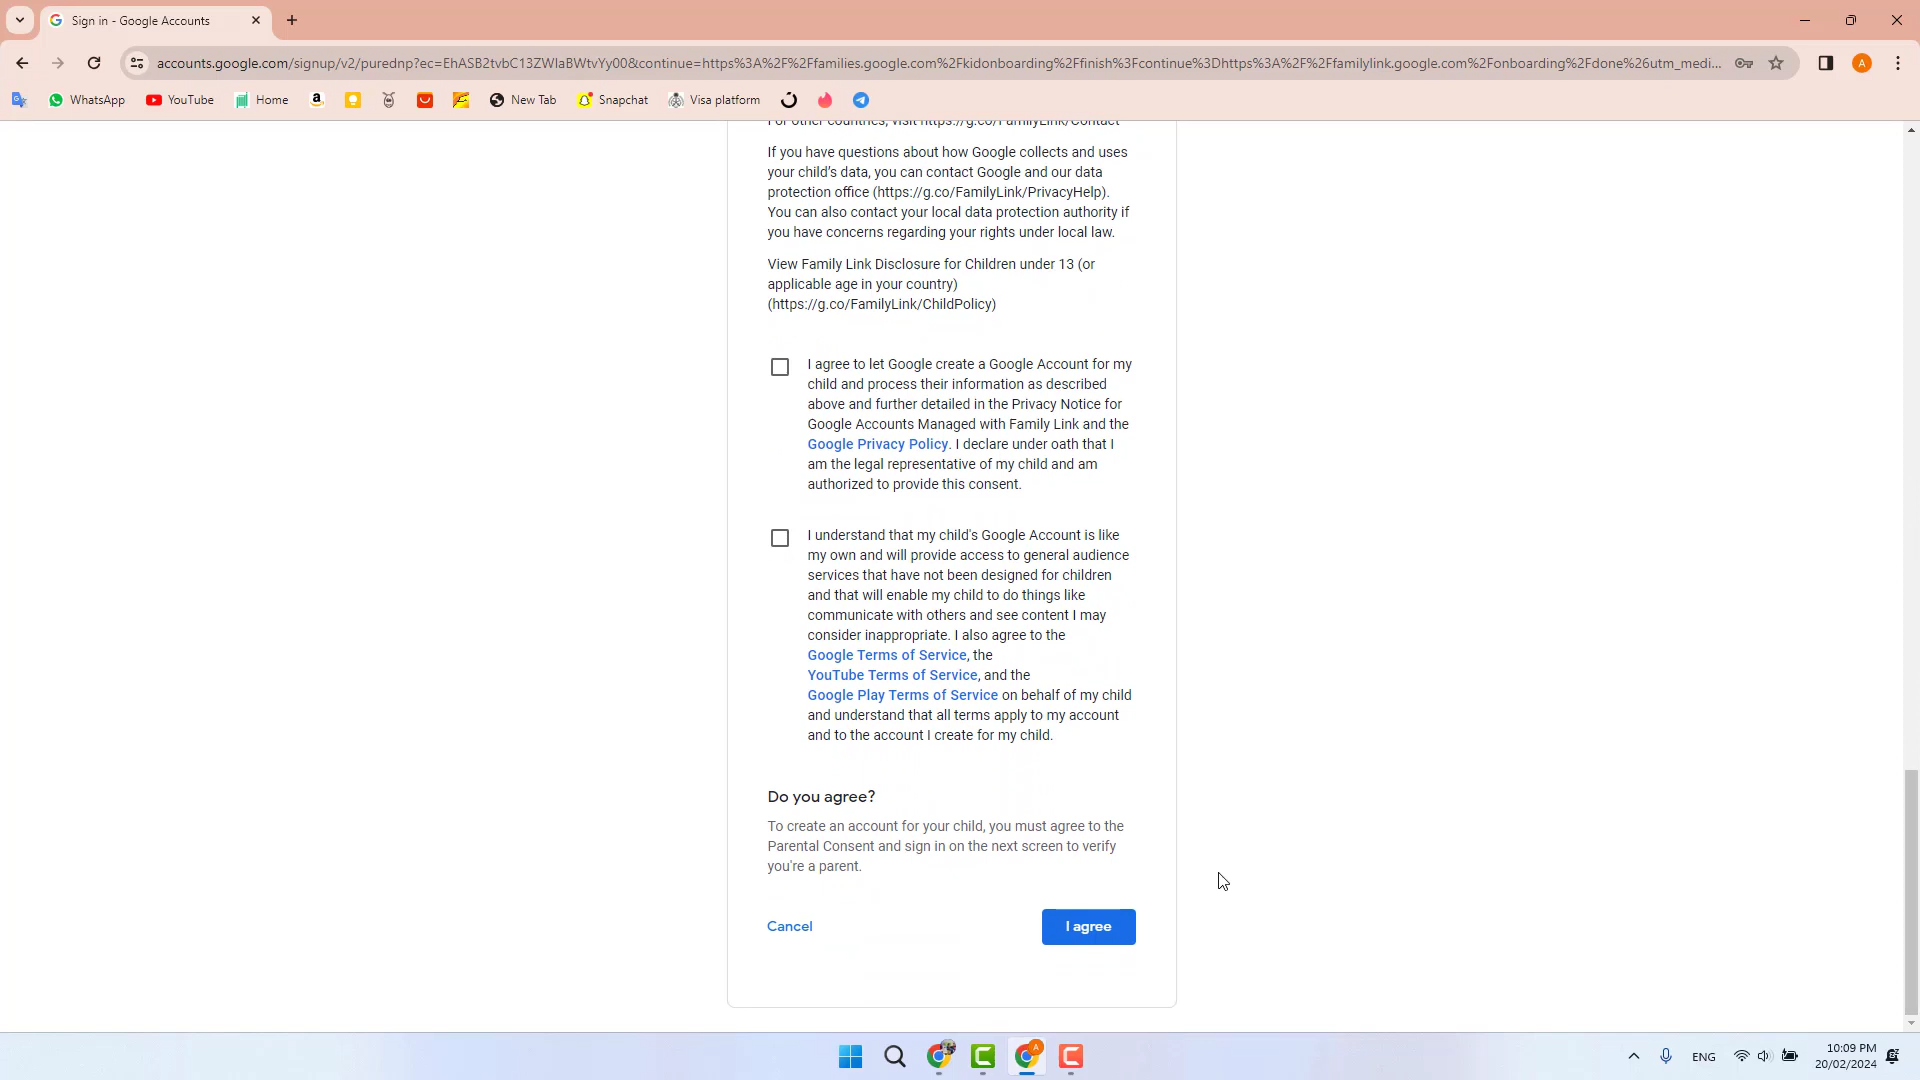 Sign in - Google Accounts
accounts.google.com/signup/v2/purednp?ec=EhASB2tvbC13ZWlaBWtvYy00&continue=https%3A%2F%2Ffamilies.google.com%2Fkidonboarding%2Ffinish%3Fcontinue%3Dhttps%3A%2F%2Ffamilylink.google.com%2Fonboarding%2Fdone%26utm_medi...
WhatsApp YouTube Home New Tab Snapchat Visa platform
For other countries, visit https://g.co/FamilyLink/Contact
If you have questions about how Google collects and uses
your child’s data, you can contact Google and our data
protection office (https://g.co/FamilyLink/PrivacyHelp).
You can also contact your local data protection authority if
you have concerns regarding your rights under local law.
View Family Link Disclosure for Children under 13 (or
applicable age in your country)
(https://g.co/FamilyLink/ChildPolicy)
I agree to let Google create a Google Account for my
child and process their information as described
above and further detailed in the Privacy Notice for
Google Accounts Managed with Family Link and the
Google Privacy Policy. I declare under oath that I
am the legal representative of my child and am
authorized to provide this consent.
I understand that my child's Google Account is like
my own and will provide access to general audience
services that have not been designed for children
and that will enable my child to do things like
communicate with others and see content I may
consider inappropriate. I also agree to the
Google Terms of Service, the
YouTube Terms of Service, and the
Google Play Terms of Service on behalf of my child
and understand that all terms apply to my account
and to the account I create for my child.
Do you agree?
To create an account for your child, you must agree to the
Parental Consent and sign in on the next screen to verify
you're a parent.
Cancel I agree
ENG 10:09 PM
20/02/2024